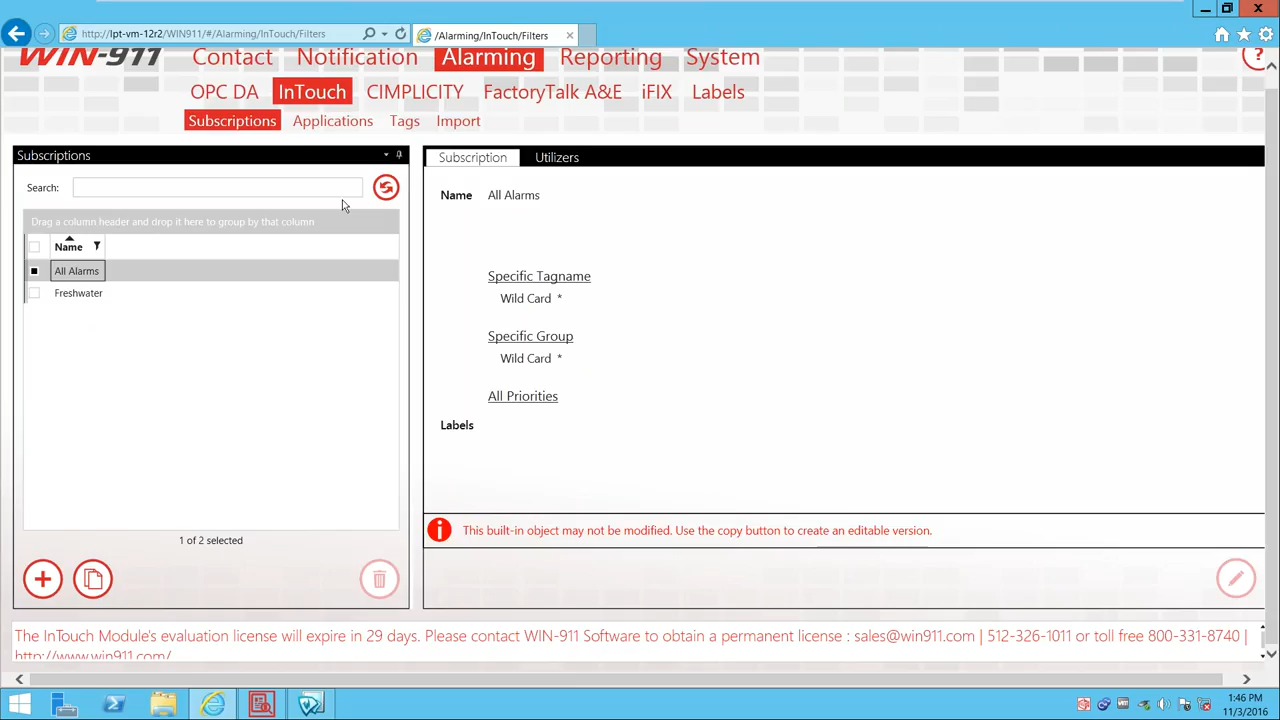 http://lpt-vm-12r2/WIN911/#/Alarming/InTouch/Filters
/Alarming/InTouch/Filters
WIN-911
Contact Notification Alarming Reporting System
?
OPC DA InTouch CIMPLICITY FactoryTalk A&E iFIX Labels
Subscriptions Applications Tags Import
Subscriptions
Search:
Drag a column header and drop it here to group by that column
Name
All Alarms
Freshwater
1 of 2 selected
Subscription Utilizers
Name All Alarms
Specific Tagname
Wild Card *
Specific Group
Wild Card *
All Priorities
Labels
This built-in object may not be modified. Use the copy button to create an editable version.
The InTouch Module's evaluation license will expire in 29 days. Please contact WIN-911 Software to obtain a permanent license : sales@win911.com | 512-326-1011 or toll free 800-331-8740 |
http://www.win911.com/
1:46 PM
11/3/2016